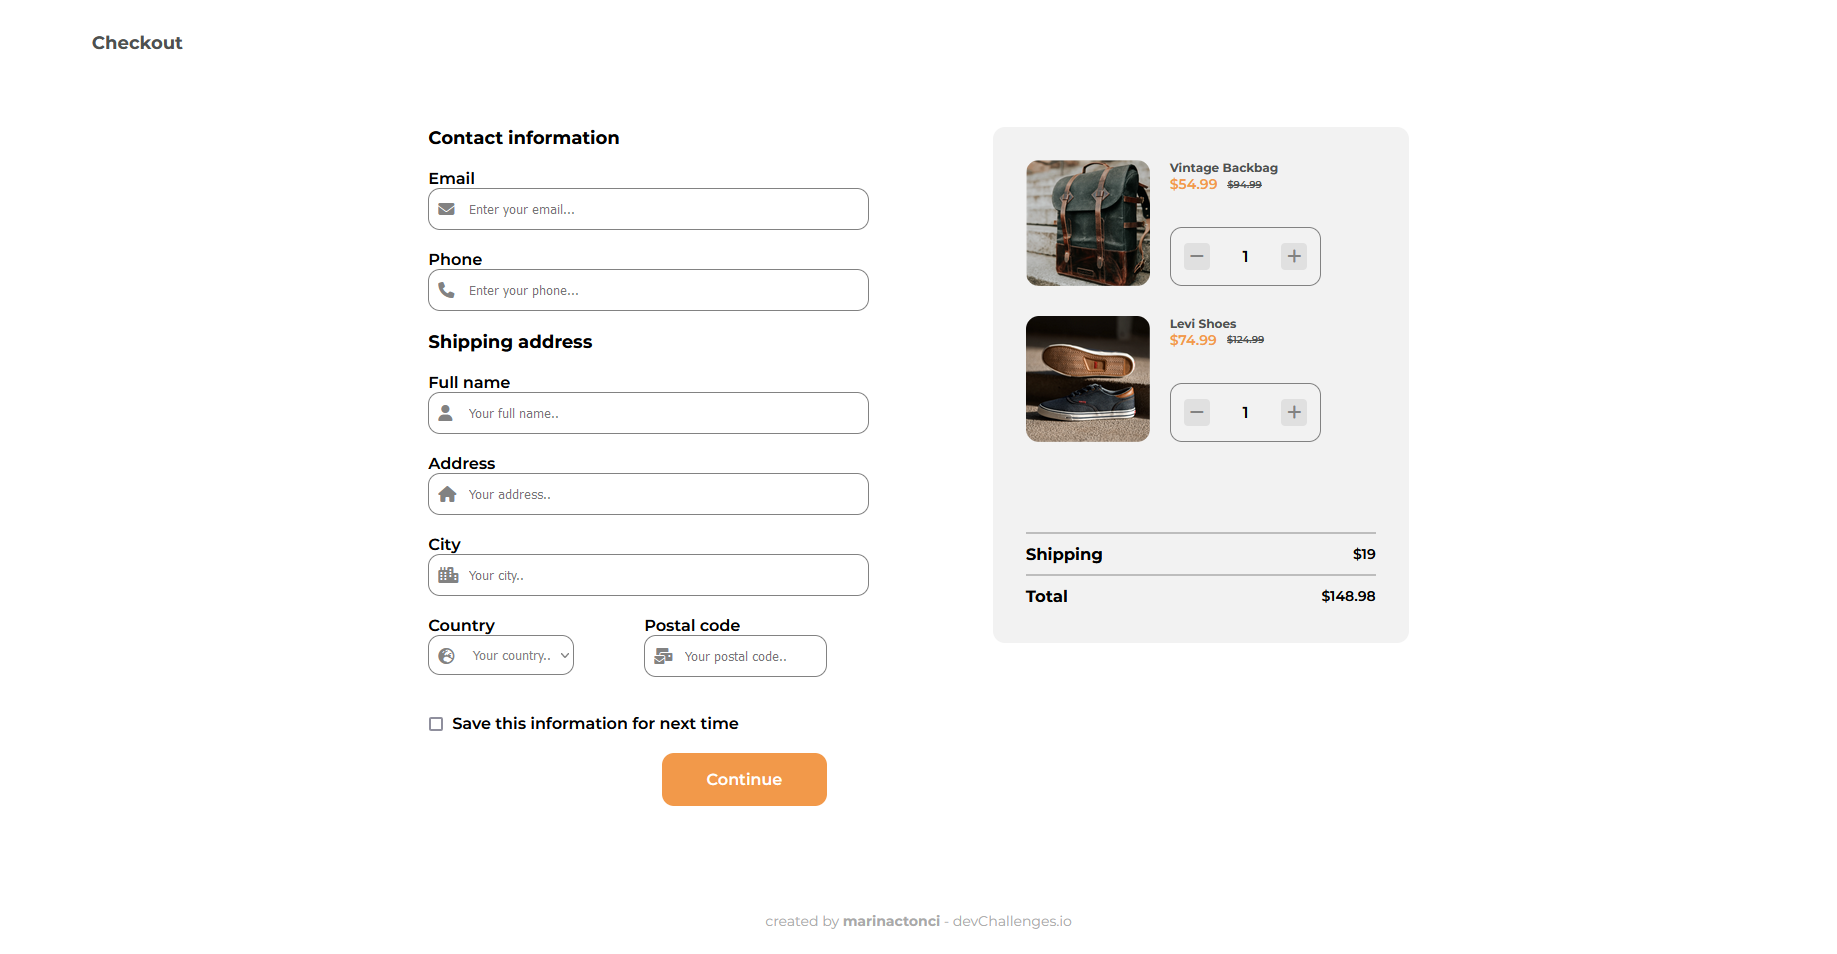 Checkout
Contact information
Email
Enter your email...
Phone
Enter your phone...
Shipping address
Full name
Your full name..
Address
Your address..
City
Your city..
Country
Your country..
Postal code
Your postal code..
Save this information for next time
Continue
Vintage Backbag
$54.99 $94.99
1
Levi Shoes
$74.99 $124.99
1
Shipping $19
Total $148.98
created by marinactonci - devChallenges.io